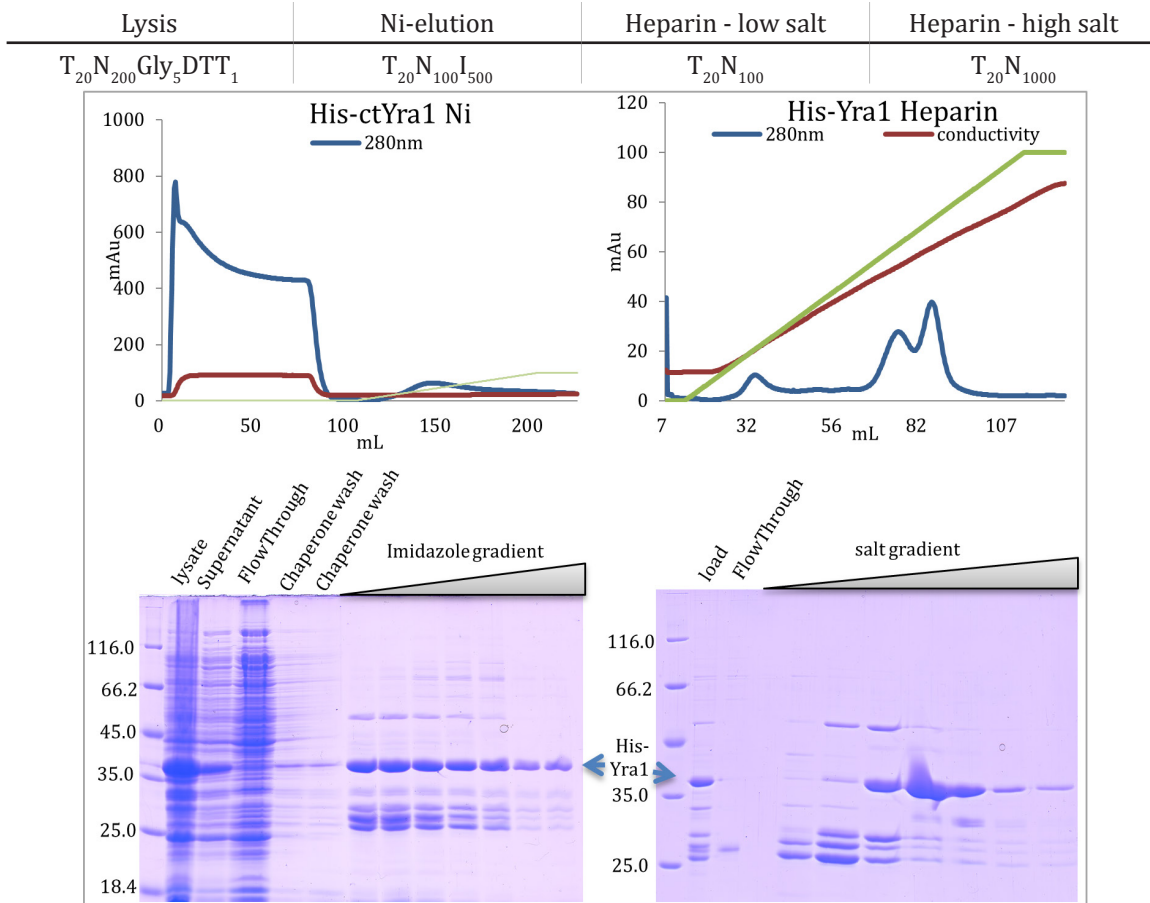 Lysis Ni-elution Heparin - low salt Heparin - high salt
T20N200Gly5DTT1 T20N100I500 T20N100 T20N1000
His-ctYra1 Ni
280nm
1000
800
600
400
200
0
mAu
0 50 100 150 200
mL
His-Yra1 Heparin
280nm conductivity
120
100
80
60
40
20
0
mAu
7 32 56 82 107
mL
lysate
Supernatant
FlowThrough
Chaperone wash
Chaperone wash
Imidazole gradient
116.0
66.2
45.0
35.0
25.0
18.4
His-
Yra1
load
FlowThrough
salt gradient
116.0
66.2
35.0
25.0